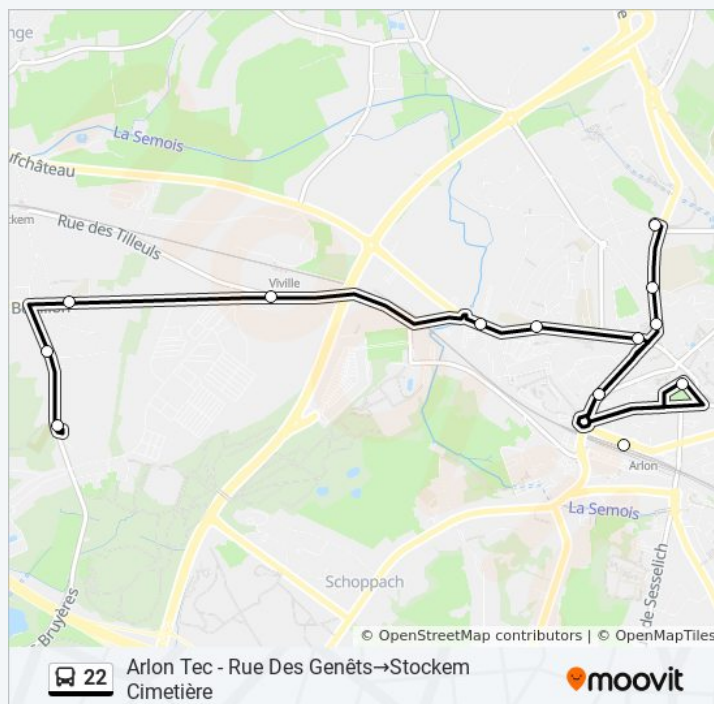 nge
La Semois
ufchâteau
ckem
Rue des Tilleuls
Viville
Arlon
La Semois
Schoppach
de Sesselich
Bruyères
© OpenStreetMap contributors | © OpenMapTiles
22
Arlon Tec - Rue Des Genêts→Stockem
Cimetière
moovit